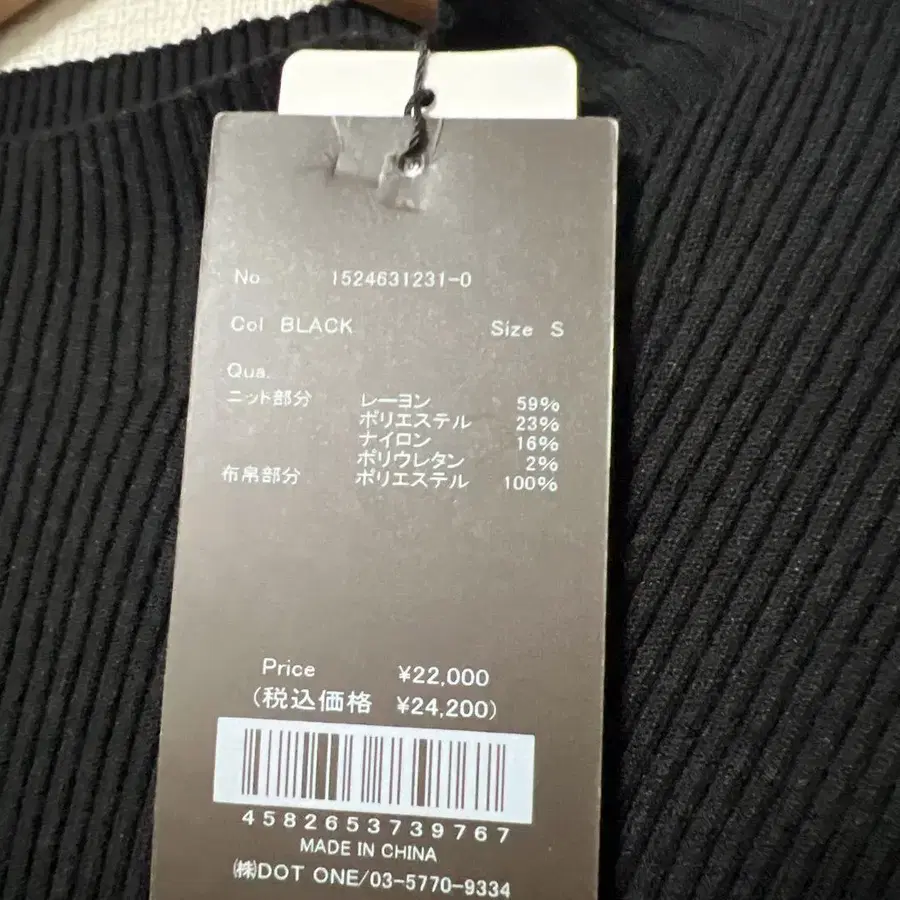 No 1524631231-0
Col BLACK Size S
Qua.
ニット部分 レーヨン 59%
ポリエステル 23%
ナイロン 16%
ポリウレタン 2%
布帛部分 ポリエステル 100%
Price ¥22,000
(税込価格 ¥24,200)
4582653739767
MADE IN CHINA
㈱DOT ONE/03-5770-9334